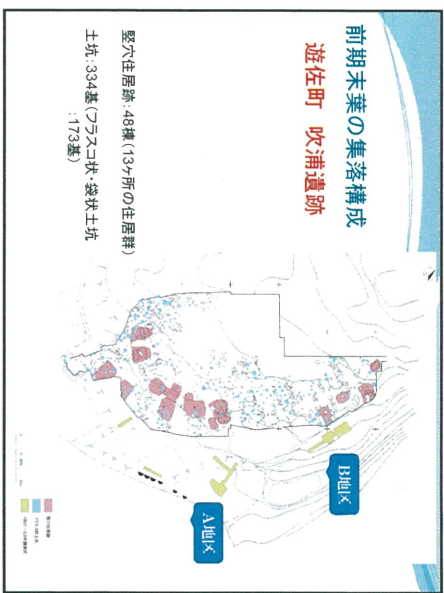 前期末葉の集落構成
遊佐町 吹浦遺跡
竪穴住居跡:48棟(13ヶ所の住居群)
土坑:334基(フラスコ状・袋状土坑
:173基)
B地区
A地区